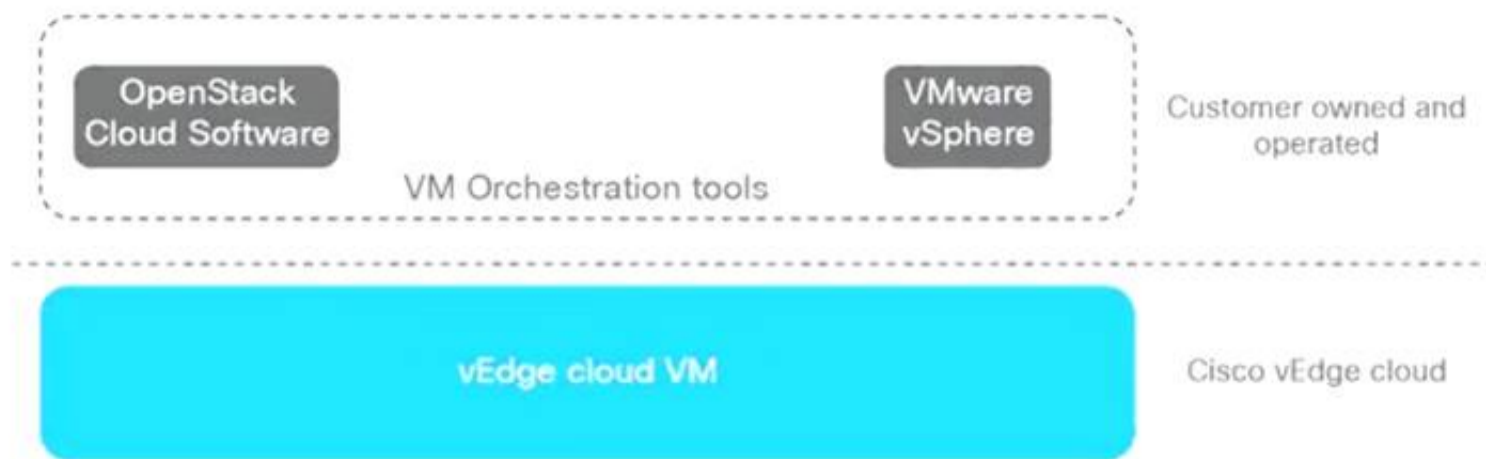 OpenStack
Cloud Software
VMware
vSphere
Customer owned and
operated
VM Orchestration tools
vEdge cloud VM
Cisco vEdge cloud